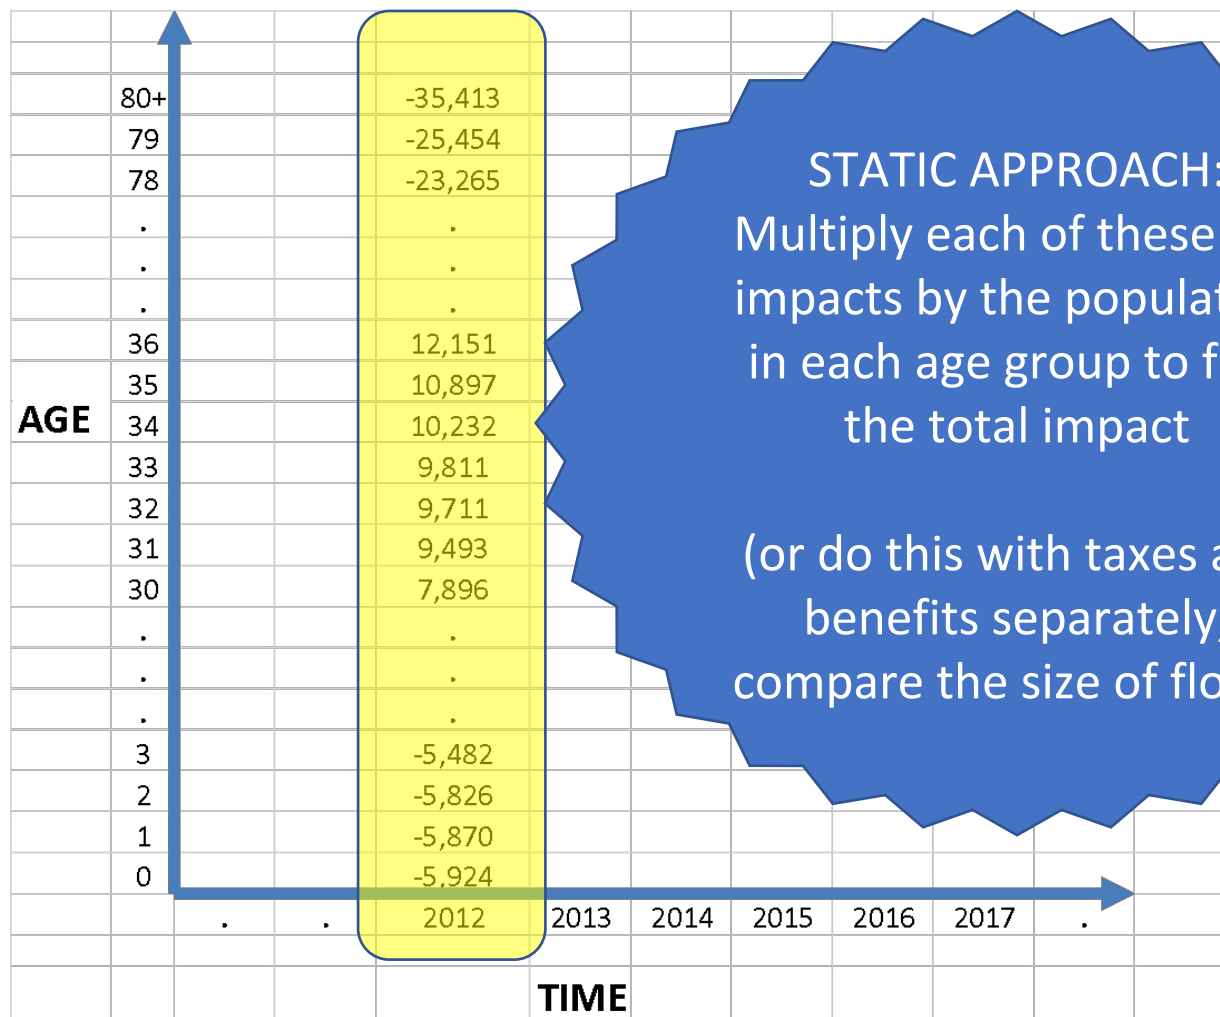 80+ -35,413
79 -25,454
78 -23,265
. .
. .
. .
36 12,151
35 10,897
AGE 34 10,232
33 9,811
32 9,711
31 9,493
30 7,896
. .
. .
. .
3 -5,482
2 -5,826
1 -5,870
0 -5,924
. . 2012 2013 2014 2015 2016 2017 .
TIME
STATIC APPROACH:
Multiply each of these
impacts by the
in each age group to
the total impact
(or do this with taxes
benefits separately,
compare the size of